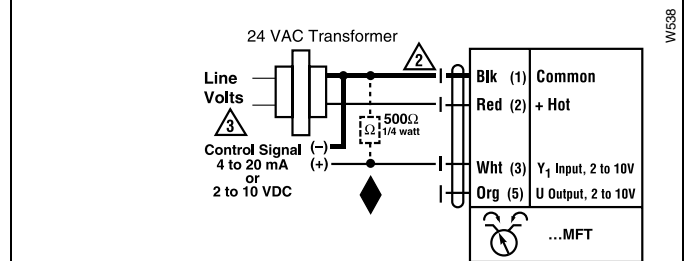 W538
24 VAC Transformer
2
Line
Volts
3
Blk (1) Common
Red (2) + Hot
Ω 500Ω
1/4 watt
Control Signal (–)
4 to 20 mA (+)
or
2 to 10 VDC
Wht (3) Y₁ Input, 2 to 10V
Org (5) U Output, 2 to 10V
...MFT